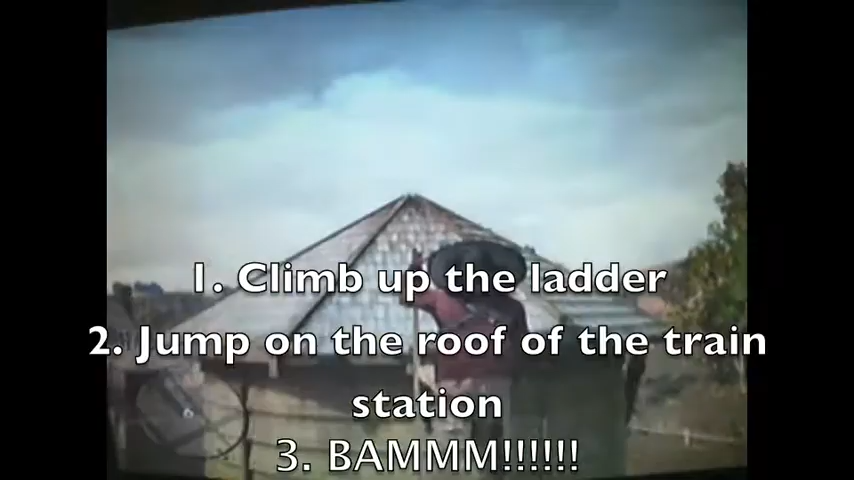 1. Climb up the ladder
2. Jump on the roof of the train
station
3. BAMMM!!!!!!